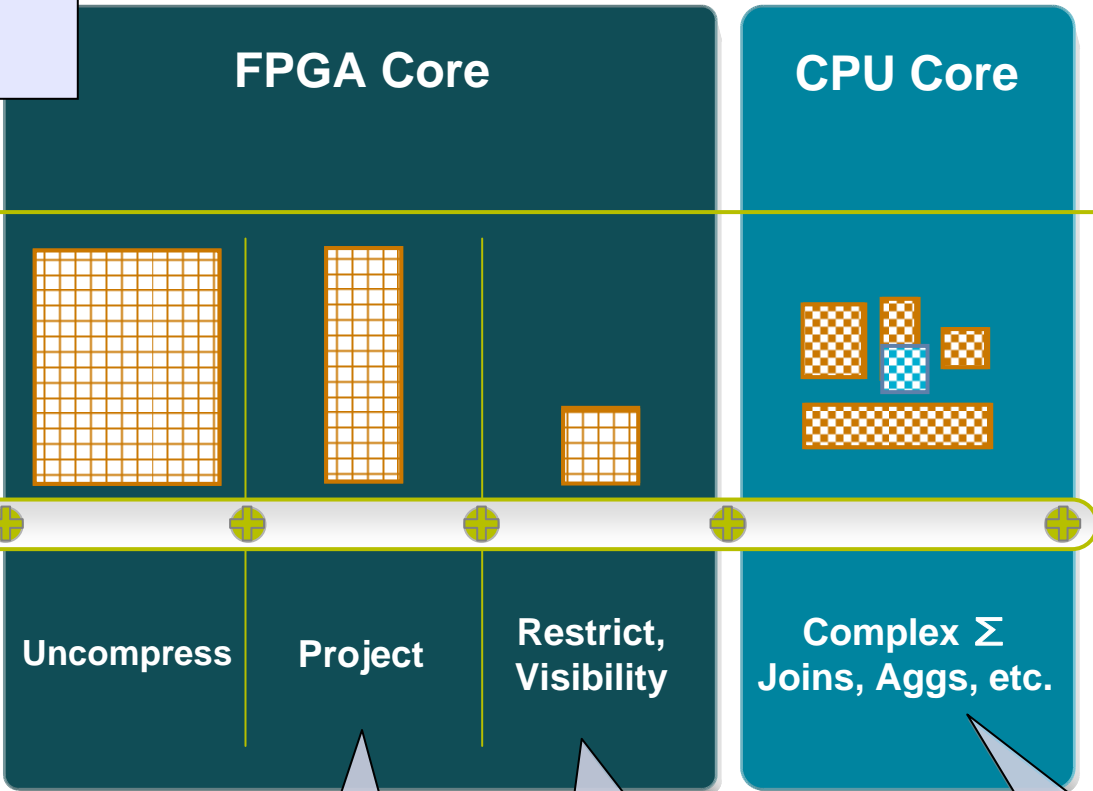 FPGA Core
CPU Core
Uncompress
Project
Restrict,
Visibility
Complex Σ
Joins, Aggs, etc.